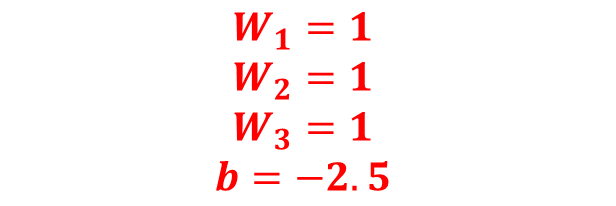 W₁ = 1
W₂ = 1
W₃ = 1
b = −2.5